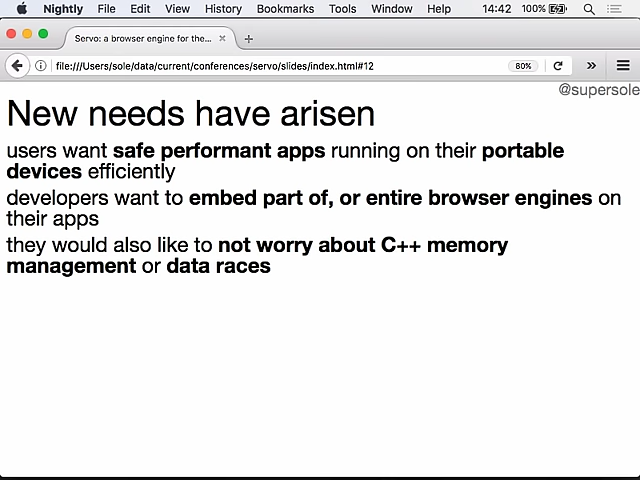 Nightly File Edit View History Bookmarks Tools Window Help 14:42 100%
Servo: a browser engine for the...
file:///Users/sole/data/current/conferences/servo/slides/index.html#12 80%
@supersole
New needs have arisen
users want safe performant apps running on their portable
devices efficiently
developers want to embed part of, or entire browser engines on
their apps
they would also like to not worry about C++ memory
management or data races